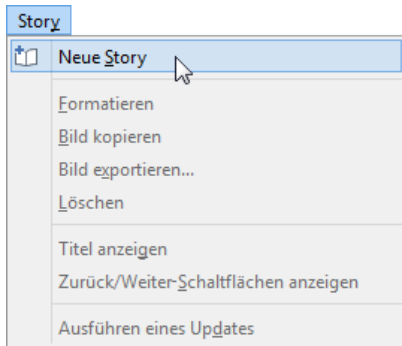 Story
Neue Story
Formatieren
Bild kopieren
Bild exportieren...
Löschen
Titel anzeigen
Zurück/Weiter-Schaltflächen anzeigen
Ausführen eines Updates